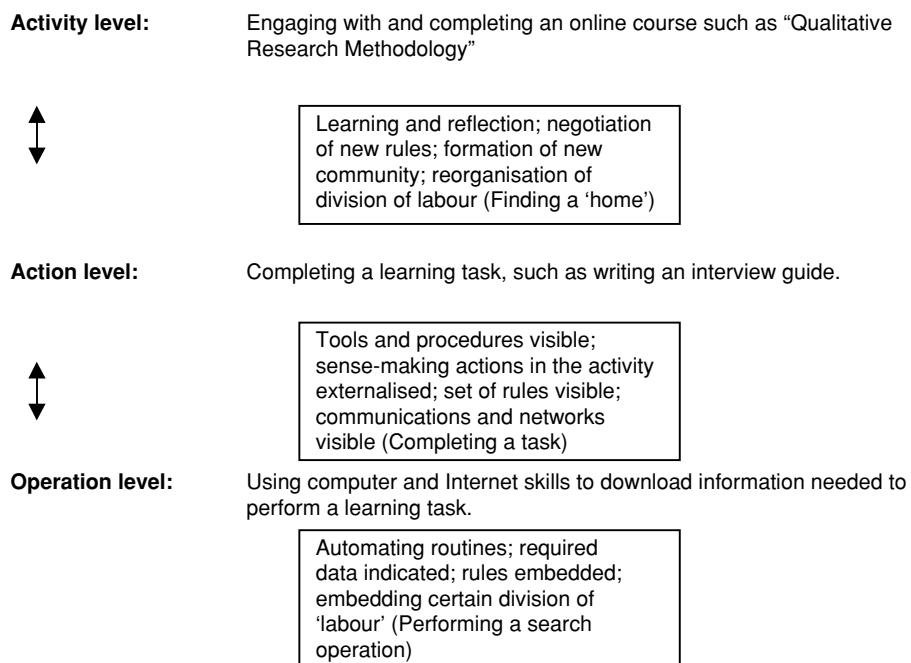 Activity level: Engaging with and completing an online course such as “Qualitative
Research Methodology”
Learning and reflection; negotiation
of new rules; formation of new
community; reorganisation of
division of labour (Finding a ‘home’)
Action level: Completing a learning task, such as writing an interview guide.
Tools and procedures visible;
sense-making actions in the activity
externalised; set of rules visible;
communications and networks
visible (Completing a task)
Operation level: Using computer and Internet skills to download information needed to
perform a learning task.
Automating routines; required
data indicated; rules embedded;
embedding certain division of
‘labour’ (Performing a search
operation)